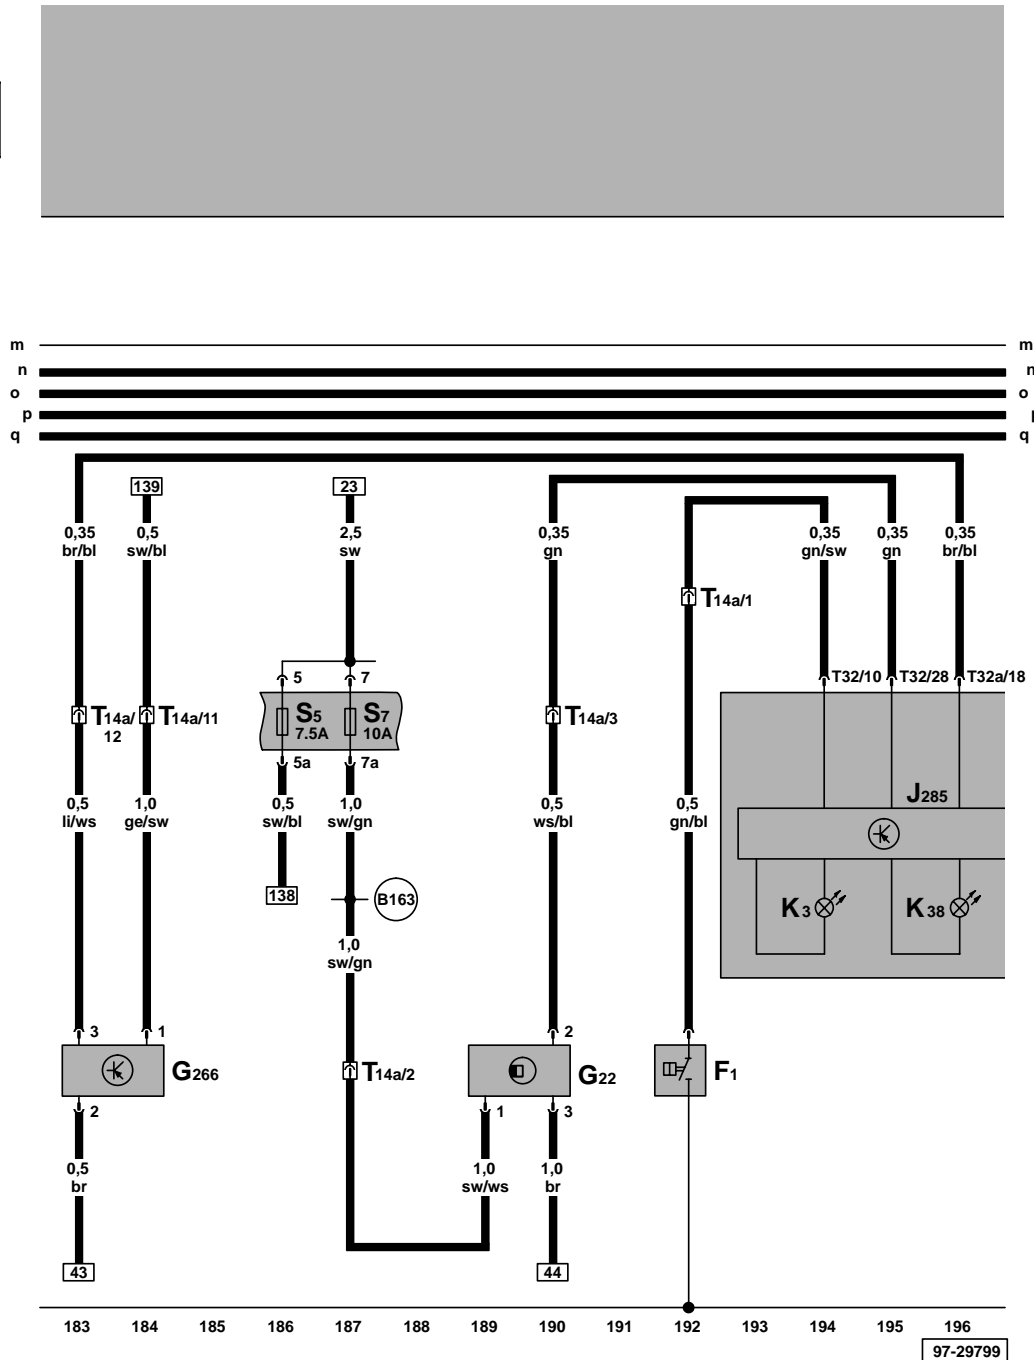 m m
n n
o o
p p
q q
139 23
0,35 0,5 2,5 0,35 0,35 0,35 0,35
br/bl sw/bl sw gn gn/sw gn br/bl
T14a/1
5 7 T32/10 T32/28 T32a/18
T14a/ T14a/11 S5 S7 T14a/3
12 7.5A 10A
5a 7a
J285
0,5 1,0 0,5 1,0 0,5 0,5
li/ws ge/sw sw/bl sw/gn ws/bl gn/bl
138 B163 K3 K38
1,0
sw/gn
3 1 2
G266 T14a/2 G22 F1
2 1 3
0,5 1,0 1,0
br sw/ws br
43 44
183 184 185 186 187 188 189 190 191 192 193 194 195 196
97-29799